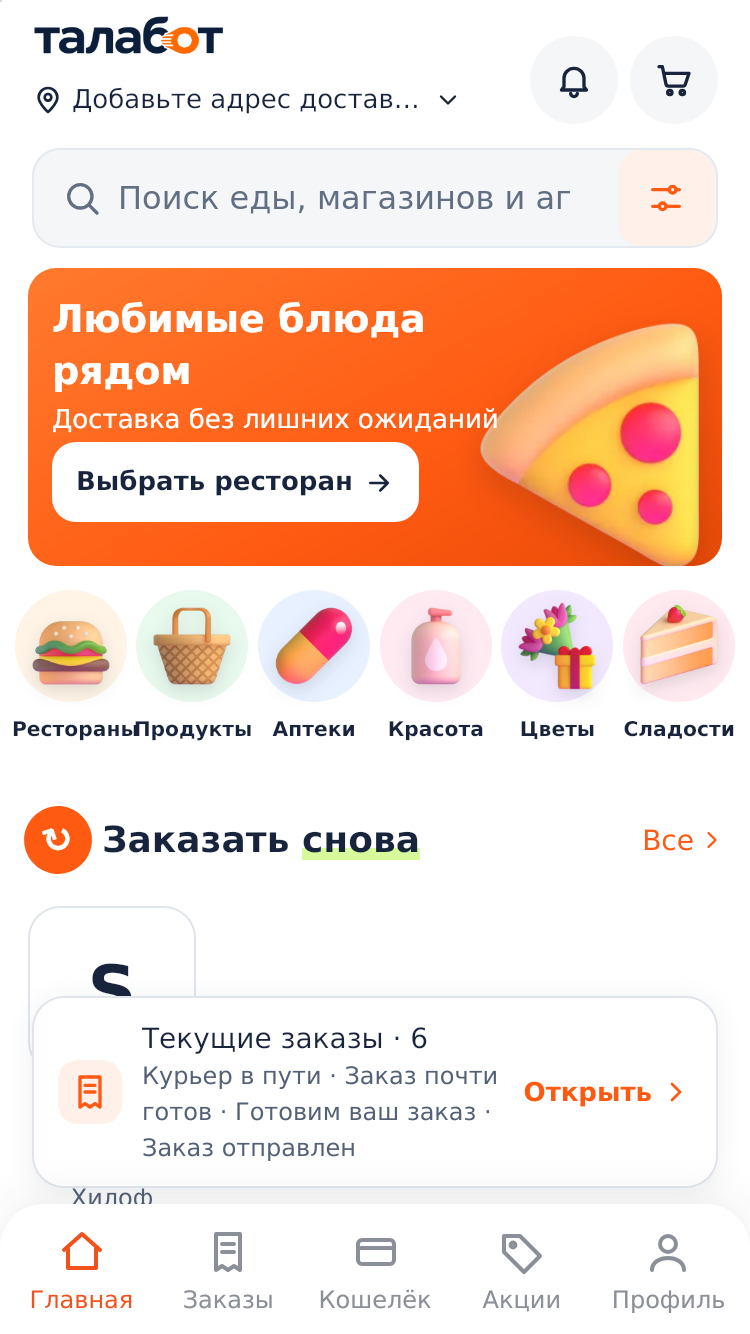 талабот
Добавьте адрес достав...
Поиск еды, магазинов и аг
Любимые блюда
рядом
Доставка без лишних ожиданий
Выбрать ресторан →
Рестораны Продукты Аптеки Красота Цветы Сладости
Заказать снова
Все
S
Текущие заказы · 6
Курьер в пути · Заказ почти
готов · Готовим ваш заказ ·
Заказ отправлен
Открыть
Хилоф
Главная Заказы Кошелёк Акции Профиль